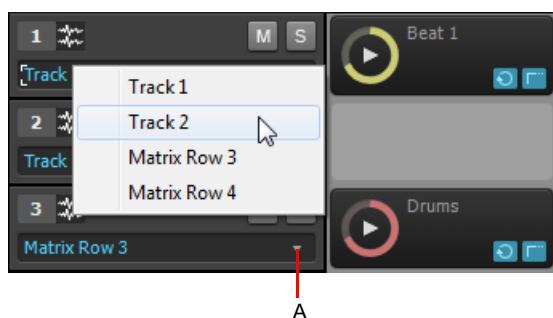 1 M S Beat 1
Track
Track 1
Track 2
Matrix Row 3
Matrix Row 4
2
Track
3 Drums
Matrix Row 3
A